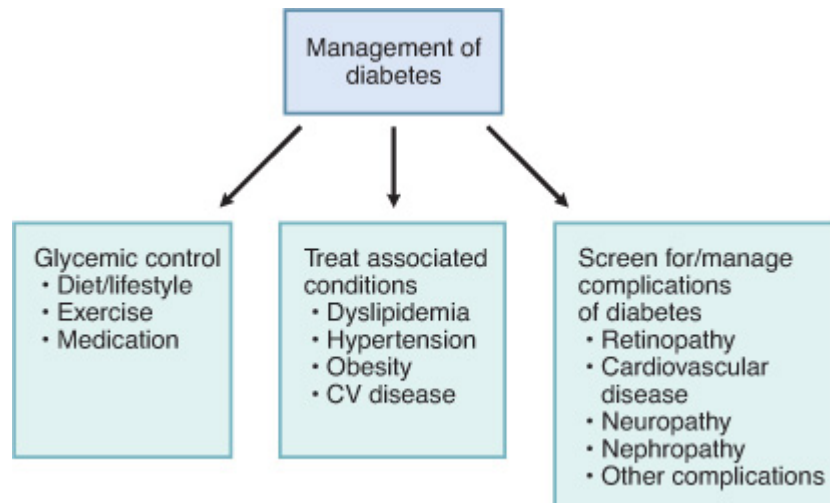 Management of
diabetes
Glycemic control
• Diet/lifestyle
• Exercise
• Medication
Treat associated
conditions
• Dyslipidemia
• Hypertension
• Obesity
• CV disease
Screen for/manage
complications
of diabetes
• Retinopathy
• Cardiovascular
disease
• Neuropathy
• Nephropathy
• Other complications